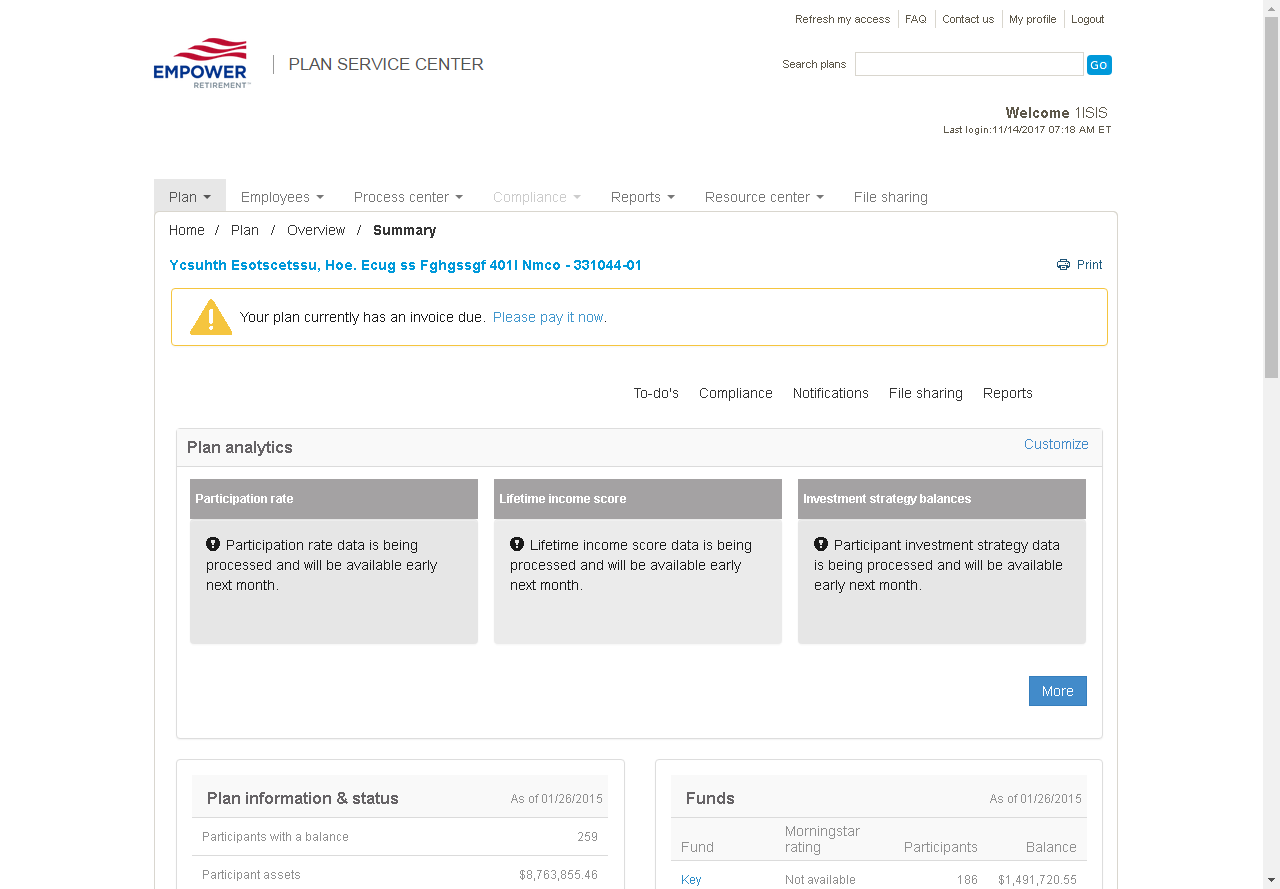 Refresh my access FAQ Contact us My profile Logout
EMPOWER
RETIREMENT™
PLAN SERVICE CENTER
Search plans Go
Welcome 1ISIS
Last login:11/14/2017 07:18 AM ET
Plan Employees Process center Compliance Reports Resource center File sharing
Home / Plan / Overview / Summary
Ycsuhth Esotscetssu, Hoe. Ecug ss Fghgssgf 401l Nmco - 331044-01 Print
Your plan currently has an invoice due. Please pay it now.
To-do's Compliance Notifications File sharing Reports
Plan analytics Customize
Participation rate
Participation rate data is being
processed and will be available early
next month.
Lifetime income score
Lifetime income score data is being
processed and will be available early
next month.
Investment strategy balances
Participant investment strategy data
is being processed and will be available
early next month.
More
Plan information & status As of 01/26/2015
Participants with a balance 259
Participant assets $8,763,855.46
Funds As of 01/26/2015
Fund Morningstar rating Participants Balance
Key Not available 186 $1,491,720.55